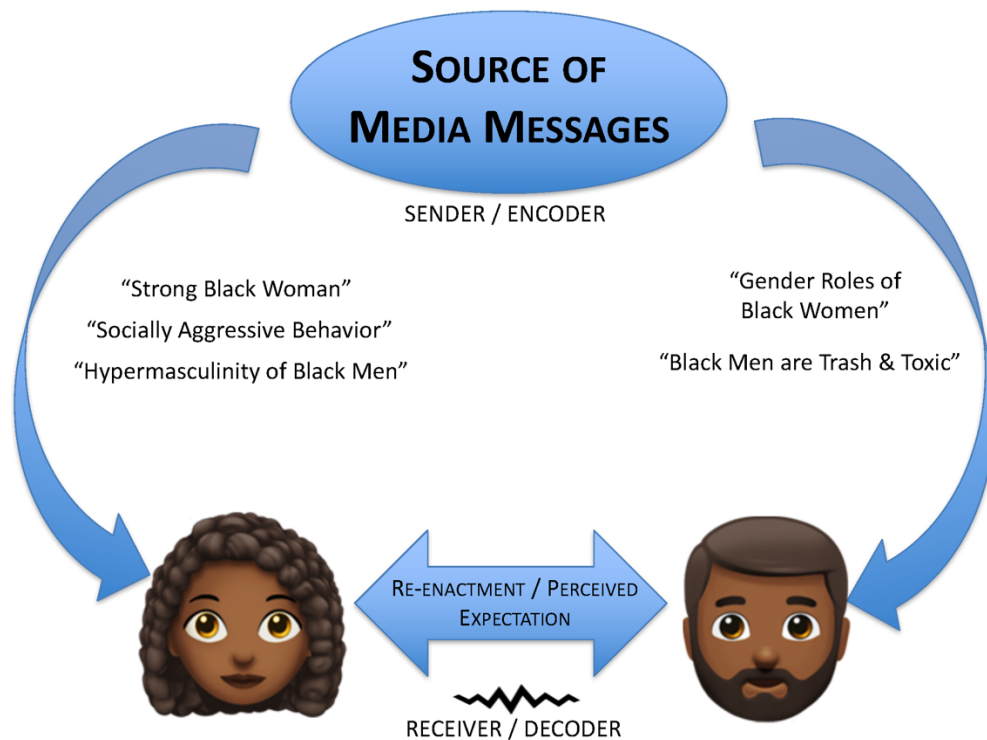 SOURCE OF
MEDIA MESSAGES
SENDER / ENCODER
“Strong Black Woman”
“Socially Aggressive Behavior”
“Hypermasculinity of Black Men”
“Gender Roles of
Black Women”
“Black Men are Trash & Toxic”
RE-ENACTMENT / PERCEIVED
EXPECTATION
RECEIVER / DECODER